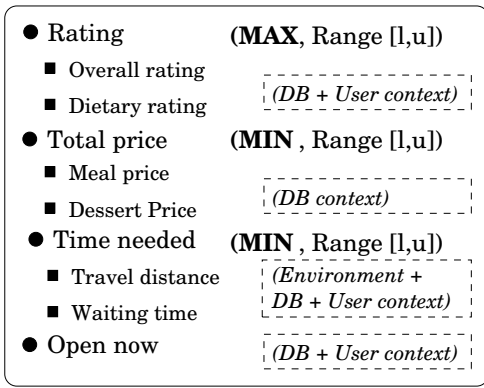 ● Rating (MAX, Range [l,u])
■ Overall rating
■ Dietary rating (DB + User context)
● Total price (MIN , Range [l,u])
■ Meal price
■ Dessert Price (DB context)
● Time needed (MIN , Range [l,u])
■ Travel distance (Environment +
■ Waiting time DB + User context)
● Open now (DB + User context)